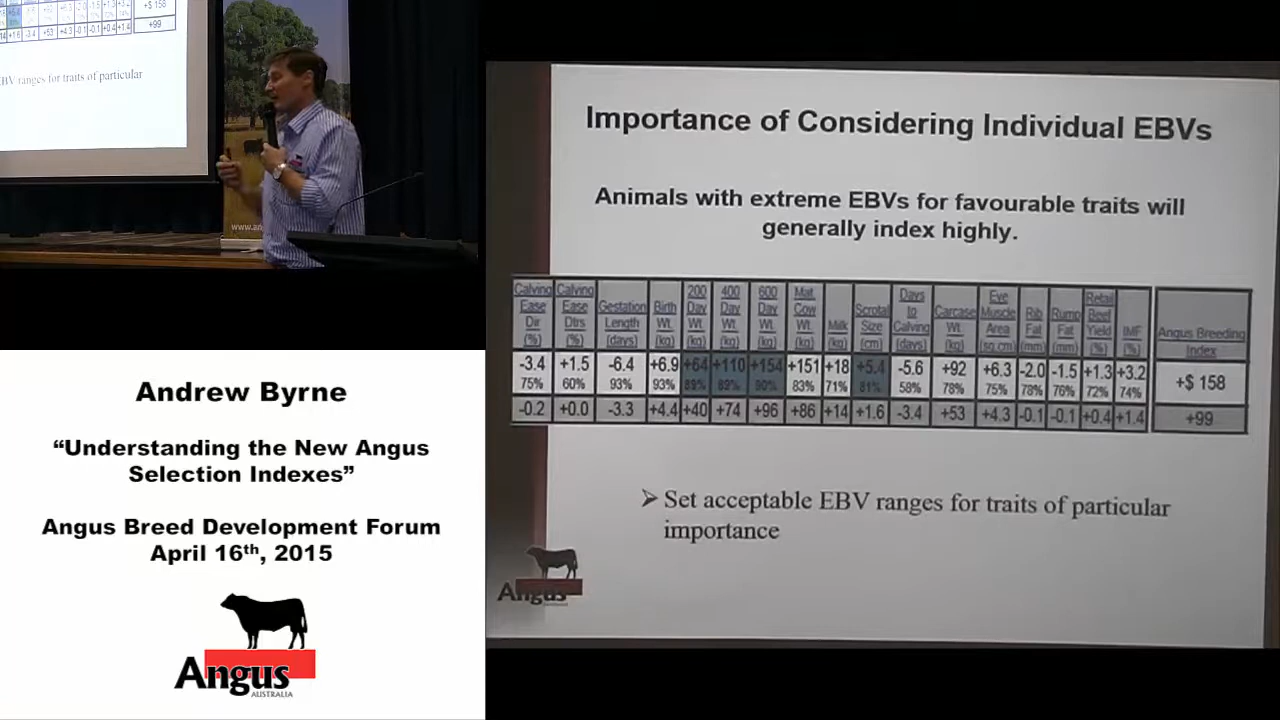 +$ 158
+99
EBV ranges for traits of particular
Andrew Byrne
“Understanding the New Angus
Selection Indexes”
Angus Breed Development Forum
April 16th, 2015
Angus
AUSTRALIA
Importance of Considering Individual EBVs
Animals with extreme EBVs for favourable traits will
generally index highly.
Calving Ease Dir (%) Calving Ease Dtrs (%) Gestation Length (days) Birth Wt. (kg) 200 Day Wt. (kg) 400 Day Wt. (kg) 600 Day Wt. (kg) Mat. Cow Wt. (kg) Milk (kg) Scrotal Size (cm) Days to Calving (days) Carcase Wt. (kg) Eye Muscle Area (sq.cm) Rib Fat (mm) Rump Fat (mm) Retail Beef Yield (%) IMF (%) Angus Breeding Index
-3.4 +1.5 -6.4 +6.9 +64 +110 +154 +151 +18 +5.4 -5.6 +92 +6.3 -2.0 -1.5 +1.3 +3.2 +$ 158
75% 60% 93% 93% 89% 89% 90% 83% 71% 81% 58% 78% 75% 78% 76% 72% 74%
-0.2 +0.0 -3.3 +4.4 +40 +74 +96 +86 +14 +1.6 -3.4 +53 +4.3 -0.1 -0.1 +0.4 +1.4 +99
➢ Set acceptable EBV ranges for traits of particular
importance
Angus